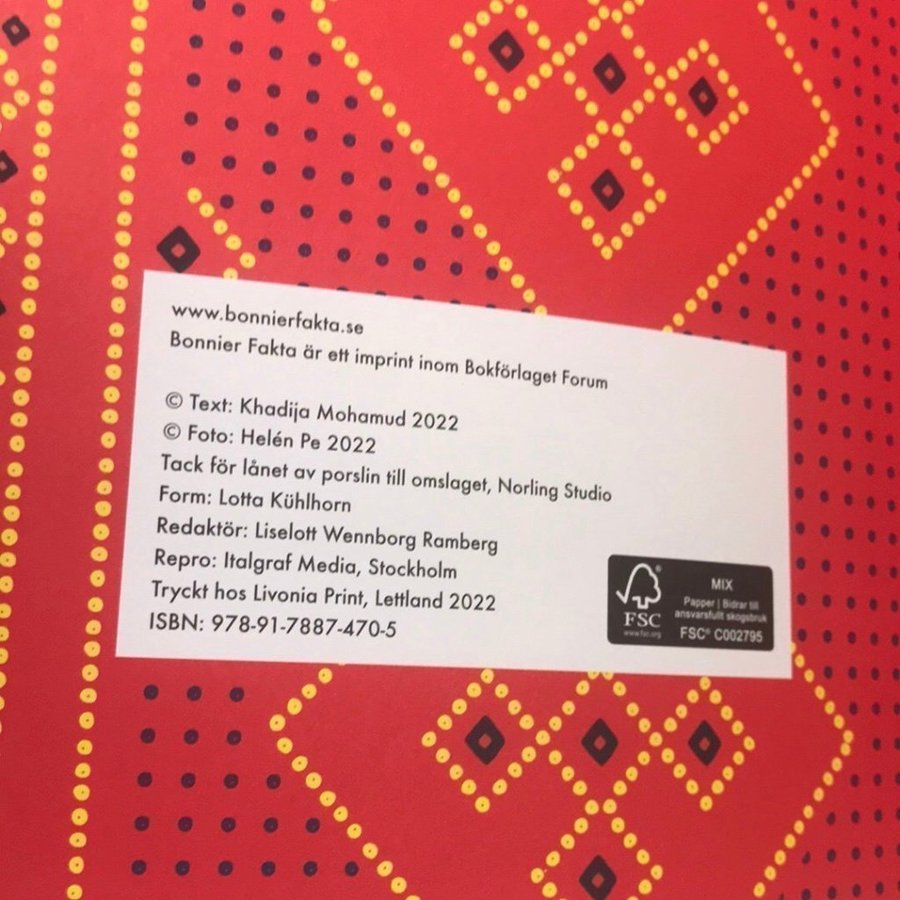 www.bonnierfakta.se
Bonnier Fakta är ett imprint inom Bokförlaget Forum
© Text: Khadija Mohamud 2022
© Foto: Helén Pe 2022
Tack för lånet av porslin till omslaget, Norling Studio
Form: Lotta Kühlhorn
Redaktör: Liselott Wennborg Ramberg
Repro: Italgraf Media, Stockholm
Tryckt hos Livonia Print, Lettland 2022
ISBN: 978-91-7887-470-5
®
FSC
www.fsc.org
MIX
Papper | Bidrar till
ansvarsfullt skogsbruk
FSC® C002795